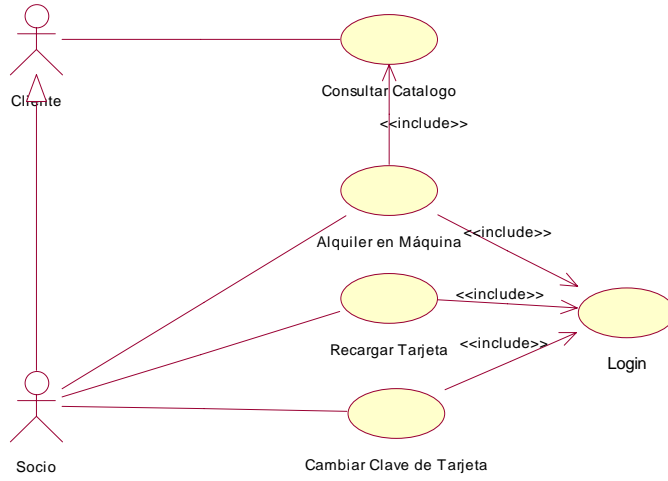 Cliente
Consultar Catalogo
<<include>>
Alquiler en Máquina
<<include>>
<<include>>
Recargar Tarjeta
<<include>>
Login
Socio
Cambiar Clave de Tarjeta